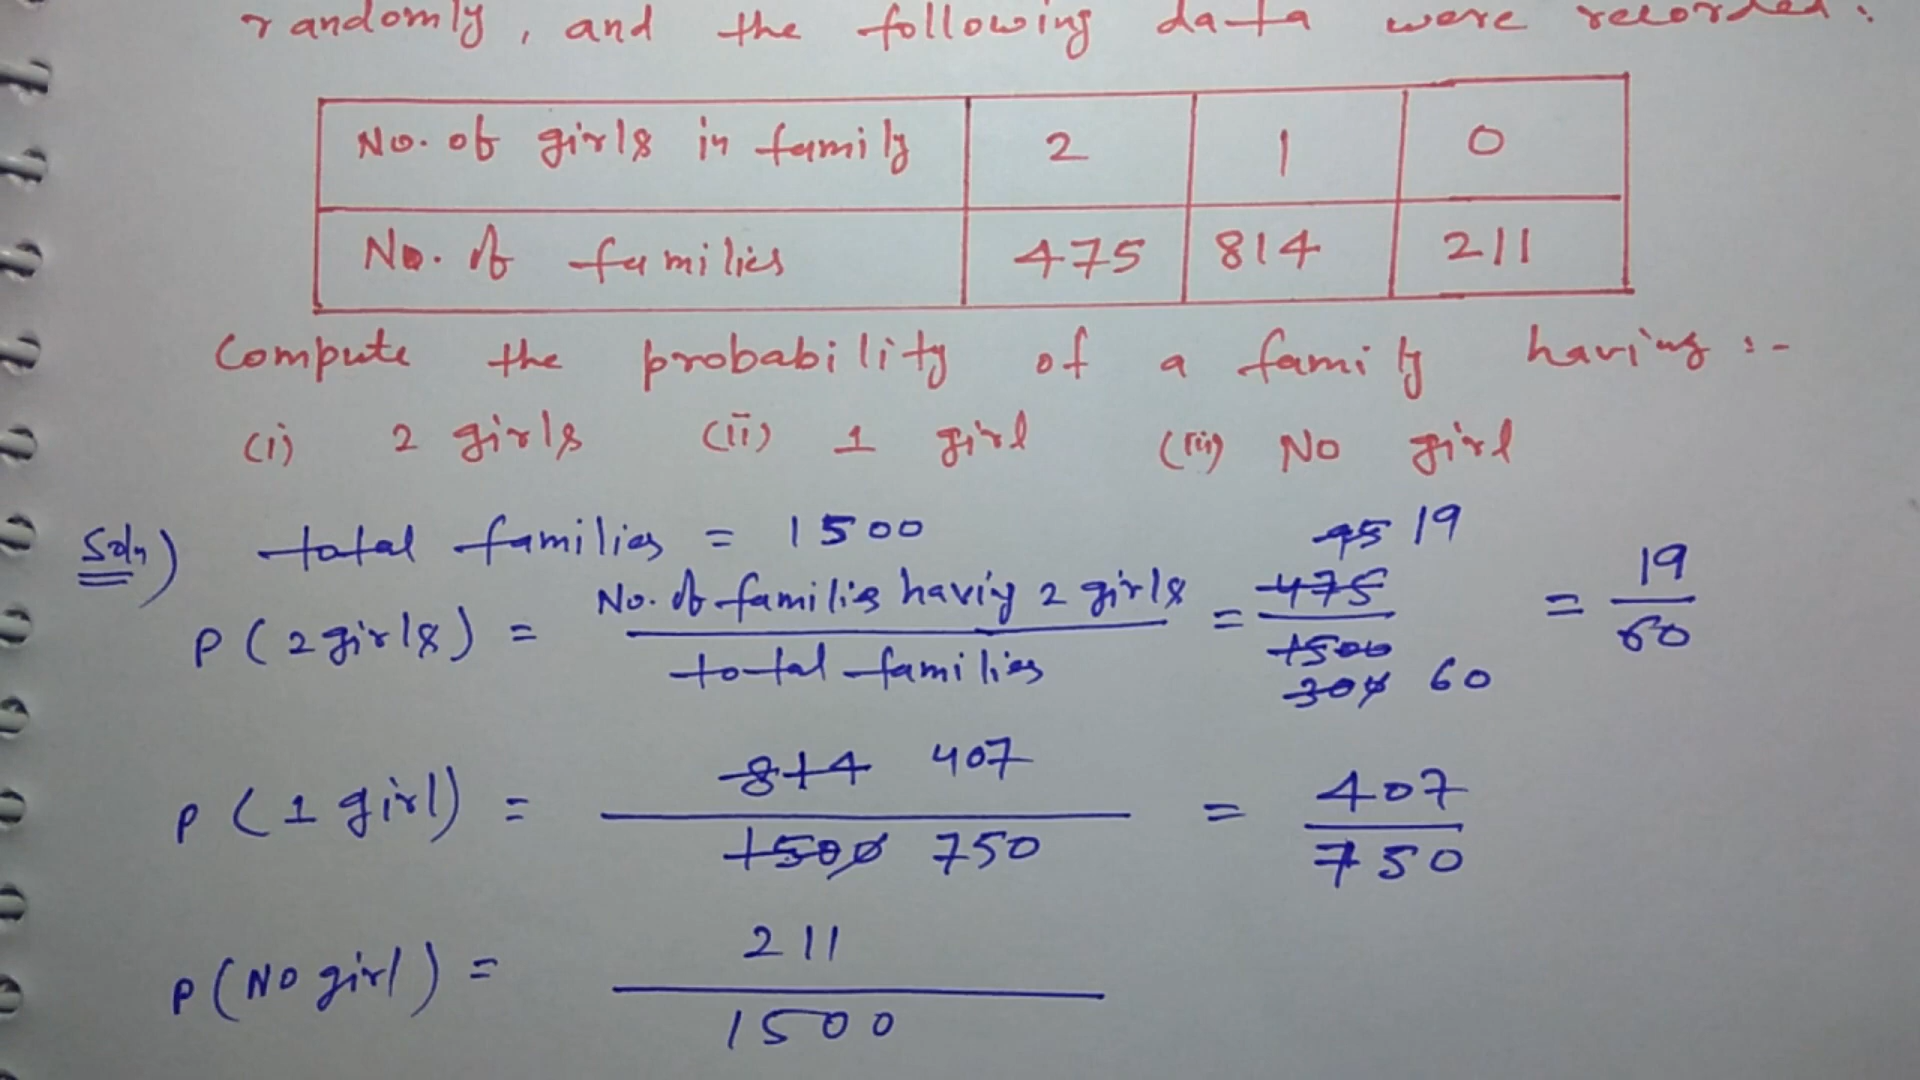 randomly, and the following data were recorded.
No. of girls in family 2 1 0
No. of families 475 814 211
Compute the probability of a family having :-
(i) 2 girls (ii) 1 girl (iii) No girl
Soln) total families = 1500
P(2 girls) = No. of families havig 2 girls / total families = 475 95 19 / 1500 300 60 = 19/60
P(1 girl) = 814 407 / 1500 750 = 407/750
P(No girl) = 211/1500